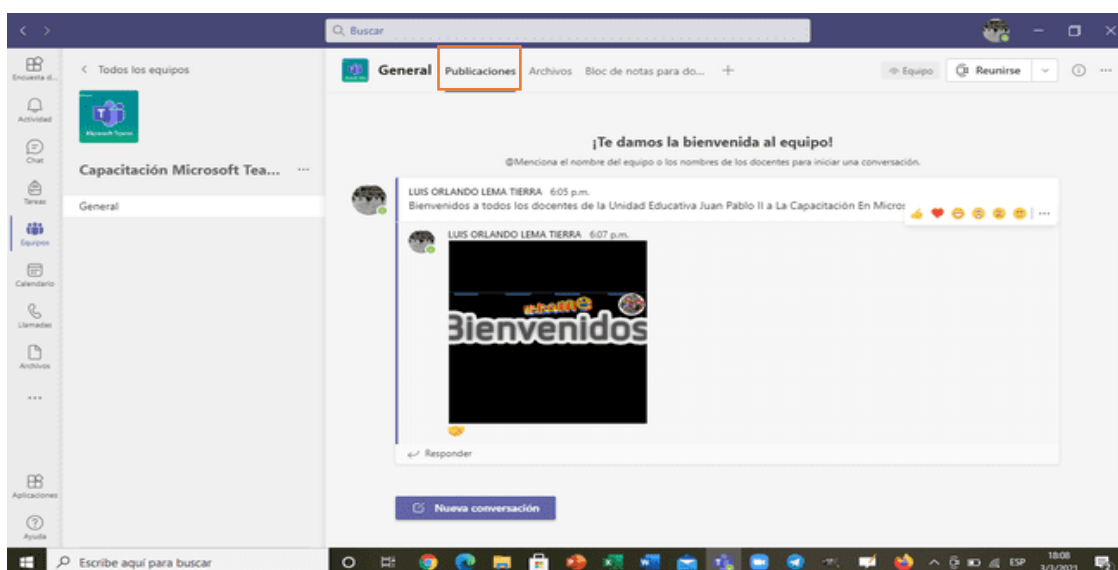 Buscar
Encuesta d...
Actividad
Chat
Tareas
Equipos
Calendario
Llamadas
Archivos
Aplicaciones
Ayuda
Todos los equipos
Microsoft Teams
Capacitación Microsoft Tea... ...
General
General Publicaciones Archivos Bloc de notas para do... +
Equipo Reunirse
¡Te damos la bienvenida al equipo!
@Menciona el nombre del equipo o los nombres de los docentes para iniciar una conversación.
LUIS ORLANDO LEMA TIERRA 6:05 p.m.
Bienvenidos a todos los docentes de la Unidad Educativa Juan Pablo II a La Capacitación En Micros
LUIS ORLANDO LEMA TIERRA 6:07 p.m.
Bienvenidos
Responder
Nueva conversación
Escribe aquí para buscar
ESP
18:08
3/3/2021